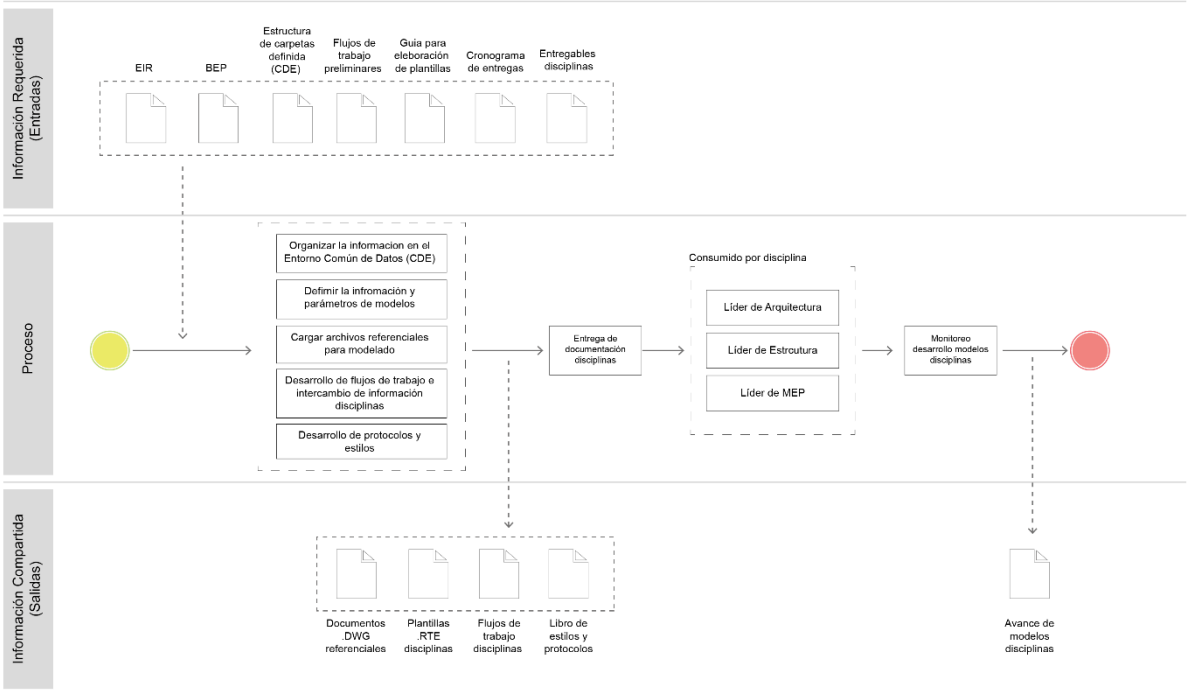 Información Requerida
(Entradas)
EIR
BEP
Estructura
de carpetas
definida
(CDE)
Flujos de
trabajo
preliminares
Guia para
eleboración
de plantillas
Cronograma
de entregas
Entregables
disciplinas
Proceso
Organizar la informacion en el
Entorno Común de Datos (CDE)
Defimir la infromación y
parámetros de modelos
Cargar archivos referenciales
para modelado
Desarrollo de flujos de trabajo e
intercambio de información
disciplinas
Desarrollo de protocolos y
estilos
Entrega de
documentación
disciplinas
Consumido por disciplina
Líder de Arquitectura
Líder de Estrcutura
Líder de MEP
Monitoreo
desarrollo modelos
disciplinas
Información Compartida
(Salidas)
Documentos
.DWG
referenciales
Plantillas
.RTE
disciplinas
Flujos de
trabajo
disciplinas
Libro de
estilos y
protocolos
Avance de
modelos
disciplinas